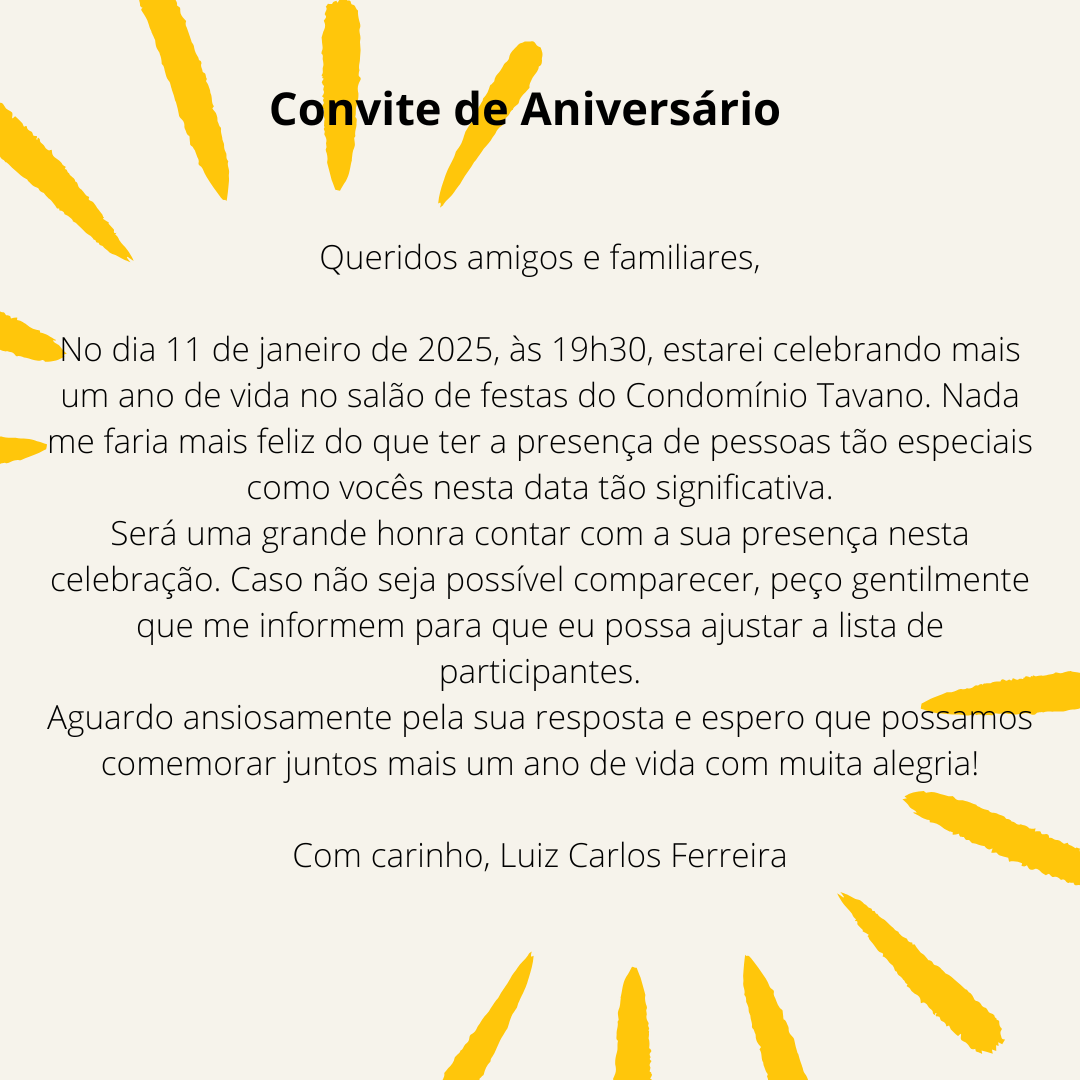 Convite de Aniversário
Queridos amigos e familiares,
No dia 11 de janeiro de 2025, às 19h30, estarei celebrando mais
um ano de vida no salão de festas do Condomínio Tavano. Nada
me faria mais feliz do que ter a presença de pessoas tão especiais
como vocês nesta data tão significativa.
Será uma grande honra contar com a sua presença nesta
celebração. Caso não seja possível comparecer, peço gentilmente
que me informem para que eu possa ajustar a lista de
participantes.
Aguardo ansiosamente pela sua resposta e espero que possamos
comemorar juntos mais um ano de vida com muita alegria!
Com carinho, Luiz Carlos Ferreira